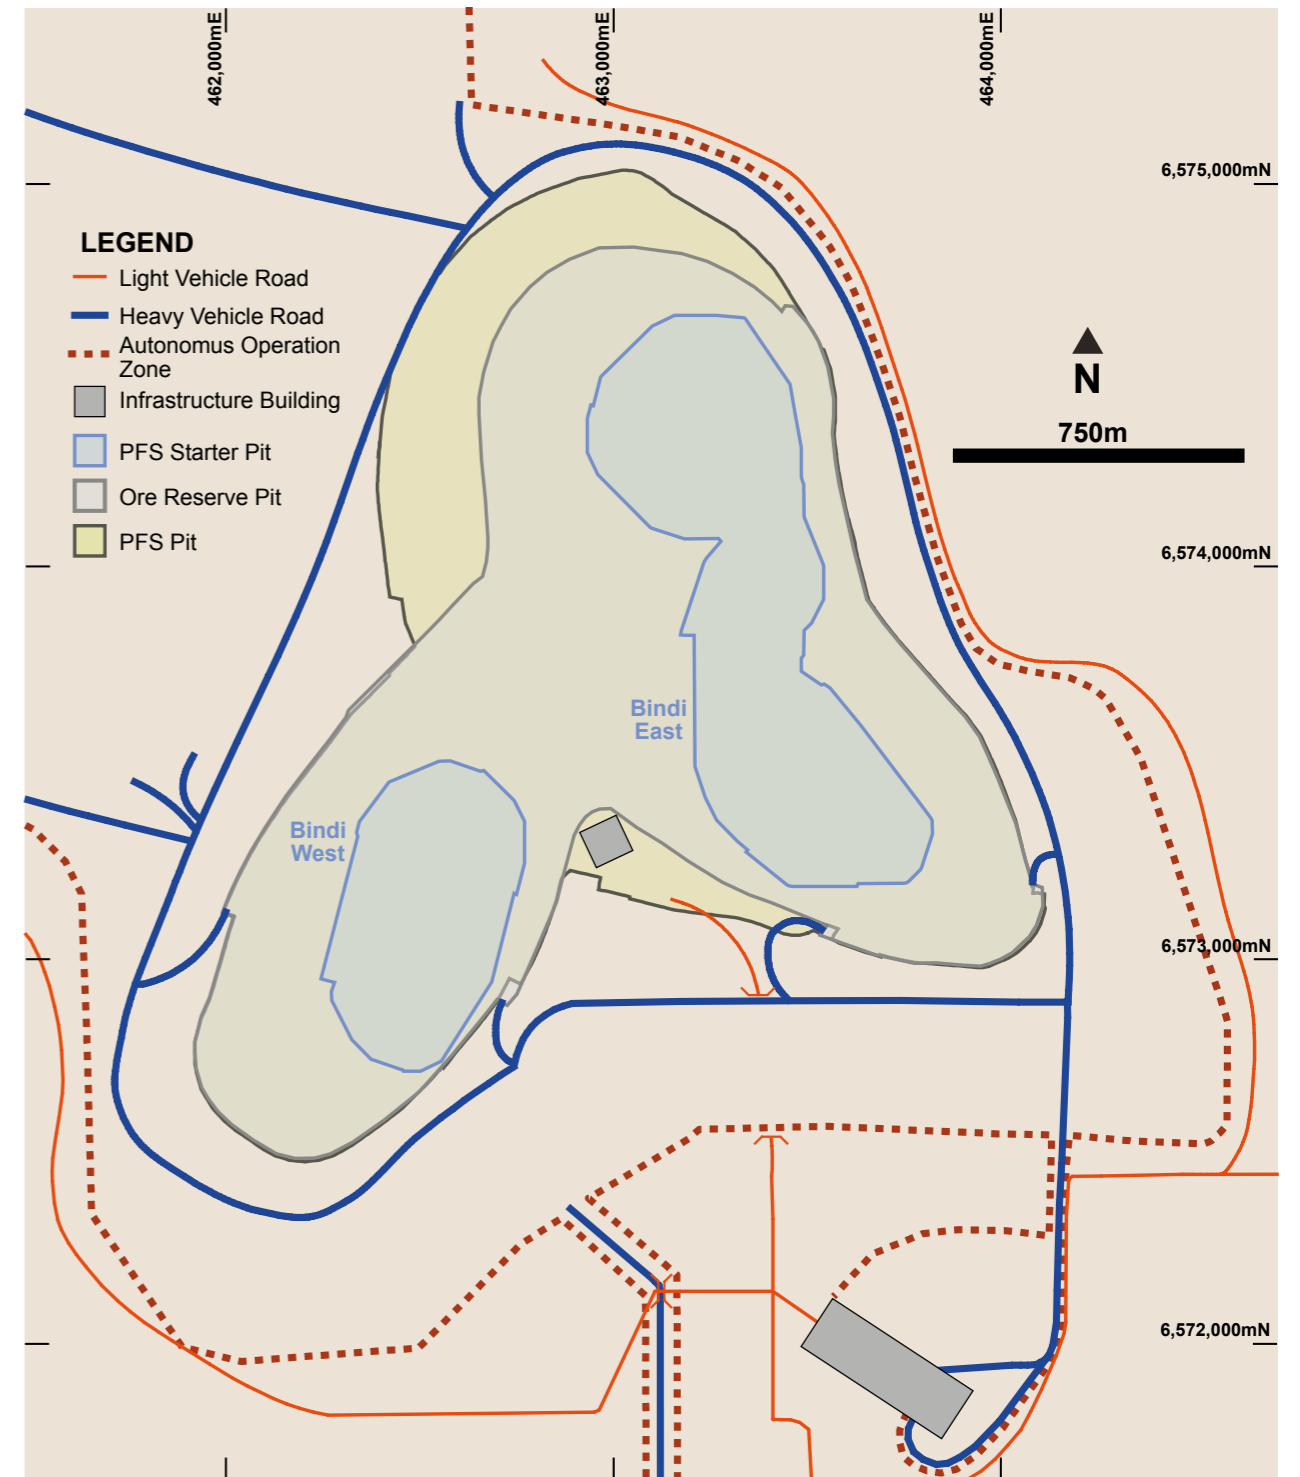 462,000mE
463,000mE
464,000mE
6,575,000mN
LEGEND
Light Vehicle Road
Heavy Vehicle Road
Autonomus Operation
Zone
Infrastructure Building
PFS Starter Pit
Ore Reserve Pit
PFS Pit
N
750m
6,574,000mN
Bindi
East
Bindi
West
6,573,000mN
6,572,000mN